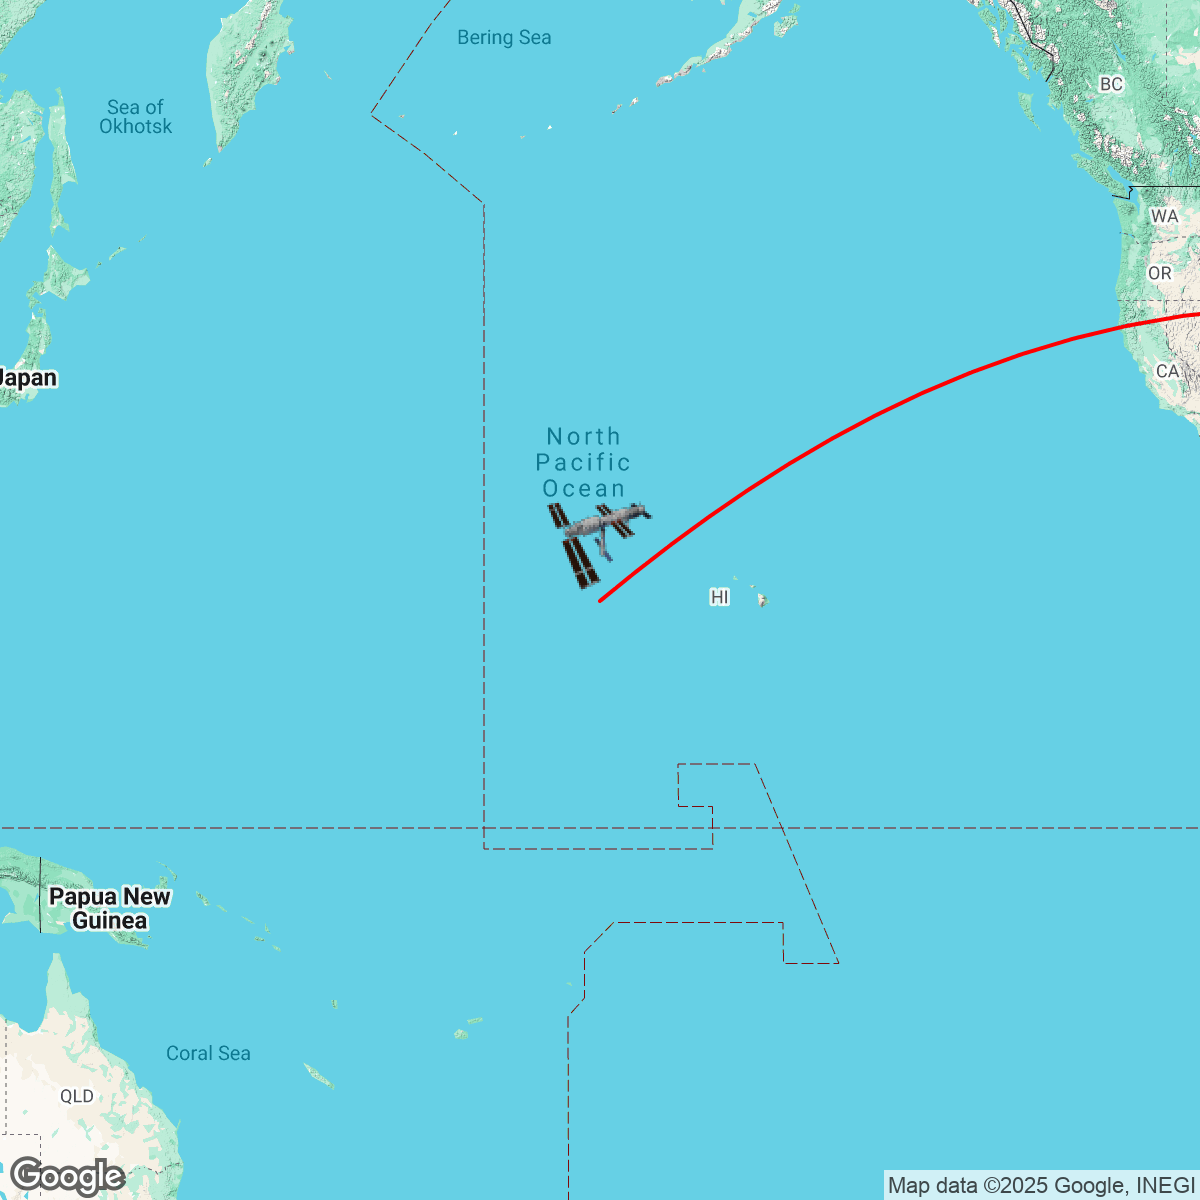 Bering Sea
BC
Sea of
Okhotsk
WA
OR
Japan
CA
North
Pacific
Ocean
HI
Papua New
Guinea
Coral Sea
QLD
Google
Map data ©2025 Google, INEGI